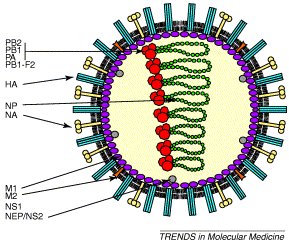 PB2
PB1
PA
PB1-F2
HA
NP
NA
M1
M2
NS1
NEP/NS2
TRENDS in Molecular Medicine